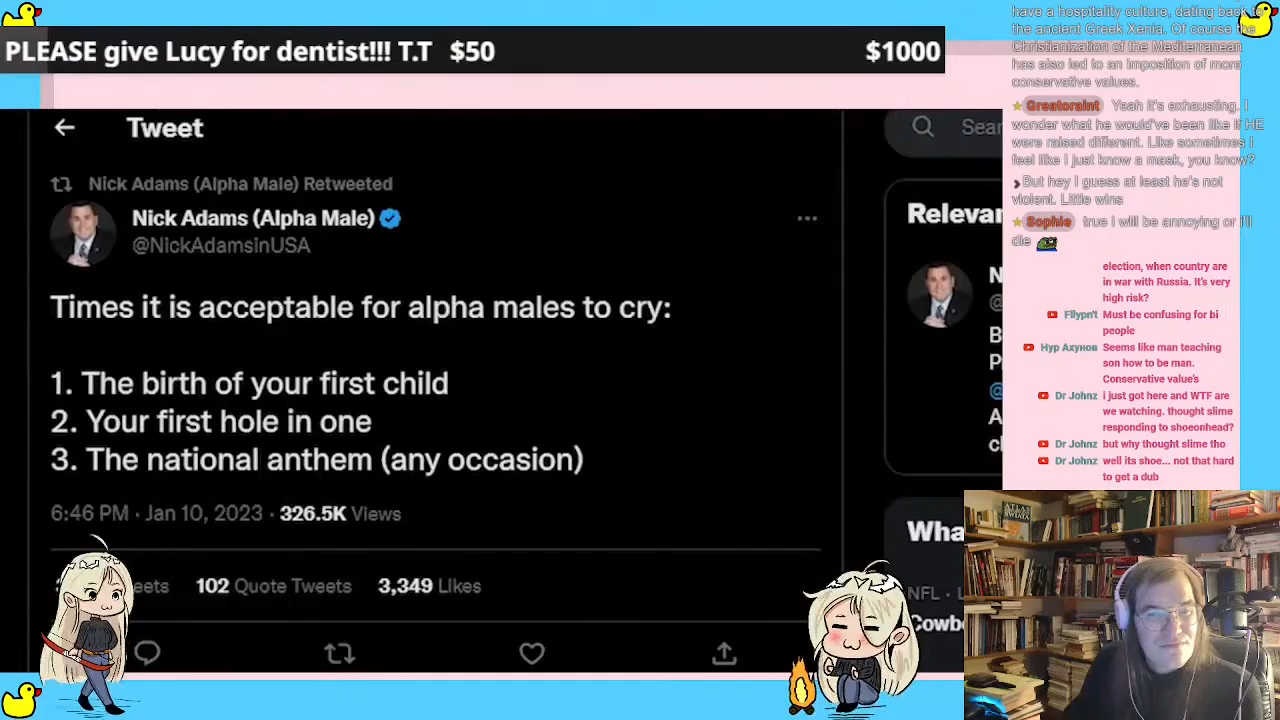 PLEASE give Lucy for dentist!!! T.T $50 $1000
Tweet
Nick Adams (Alpha Male) Retweeted
Nick Adams (Alpha Male)
@NickAdamsinUSA
Times it is acceptable for alpha males to cry:
1. The birth of your first child
2. Your first hole in one
3. The national anthem (any occasion)
6:46 PM · Jan 10, 2023 · 326.5K Views
eets 102 Quote Tweets 3,349 Likes
Sear
Relevan
N
@
B
P
@
A
cl
Wha
NFL · L
Cowbo
have a hospitality culture, dating back to
the ancient Greek Xenia. Of course the
Christianization of the Mediterranean
has also led to an imposition of more
conservative values.
Greatoraint Yeah it's exhausting. I
wonder what he would've been like if HE
were raised different. Like sometimes I
feel like I just know a mask, you know?
But hey I guess at least he's not
violent. Little wins
Sophie true i will be annoying or i'll
die
election, when country are
in war with Russia. It's very
high risk?
Filypn't Must be confusing for bi
people
Нур Ахунов Seems like man teaching
son how to be man.
Conservative value's
Dr Johnz i just got here and WTF are
we watching. thought slime
responding to shoeonhead?
Dr Johnz but why thought slime tho
Dr Johnz well its shoe... not that hard
to get a dub